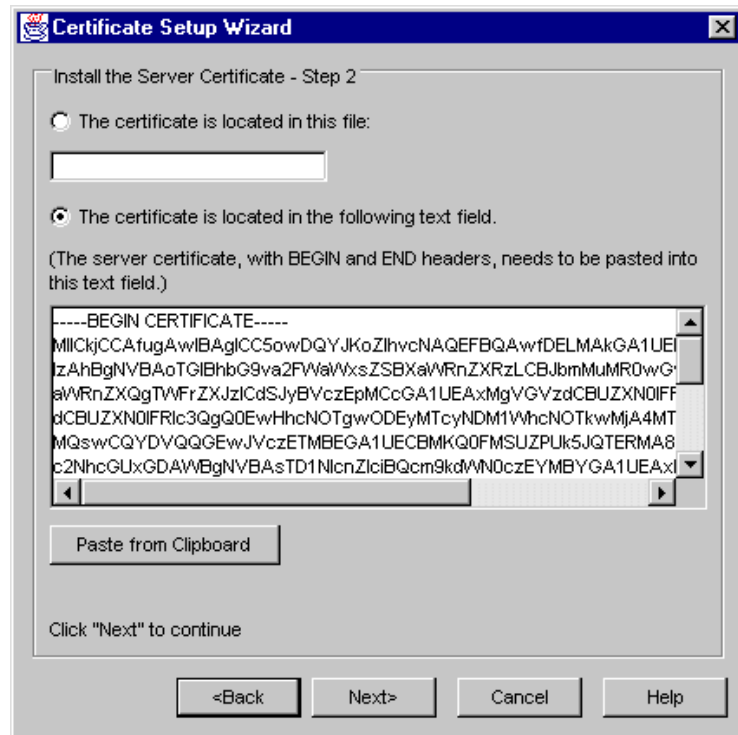 Certificate Setup Wizard
Install the Server Certificate - Step 2
The certificate is located in this file:
The certificate is located in the following text field.
(The server certificate, with BEGIN and END headers, needs to be pasted into
this text field.)
-----BEGIN CERTIFICATE-----
MIICkjCCAfugAwIBAgICC5owDQYJKoZIhvcNAQEFBQAwfDELMAkGA1UE
IzAhBgNVBAoTGlBhbG9va2FWaWxsZSBXaWRnZXRzLCBJbmMuMR0wG
aWRnZXQgTWFrZXJzICdSJyBVczEpMCcGA1UEAxMgVGVzdCBUZXN0IFF
dCBUZXN0IFRlc3QgQ0EwHhcNOTgwODEyMTcyNDM1WhcNOTkwMjA4MT
MQswCQYDVQQGEwJVczETMBEGA1UECBMKQ0FMSUZPUk5JQTERMA8
c2NhcGUxGDAWBgNVBAsTD1NlcnZlciBQcm9kdWN0czEYMBYGA1UEAx
Paste from Clipboard
Click "Next" to continue
<Back Next> Cancel Help